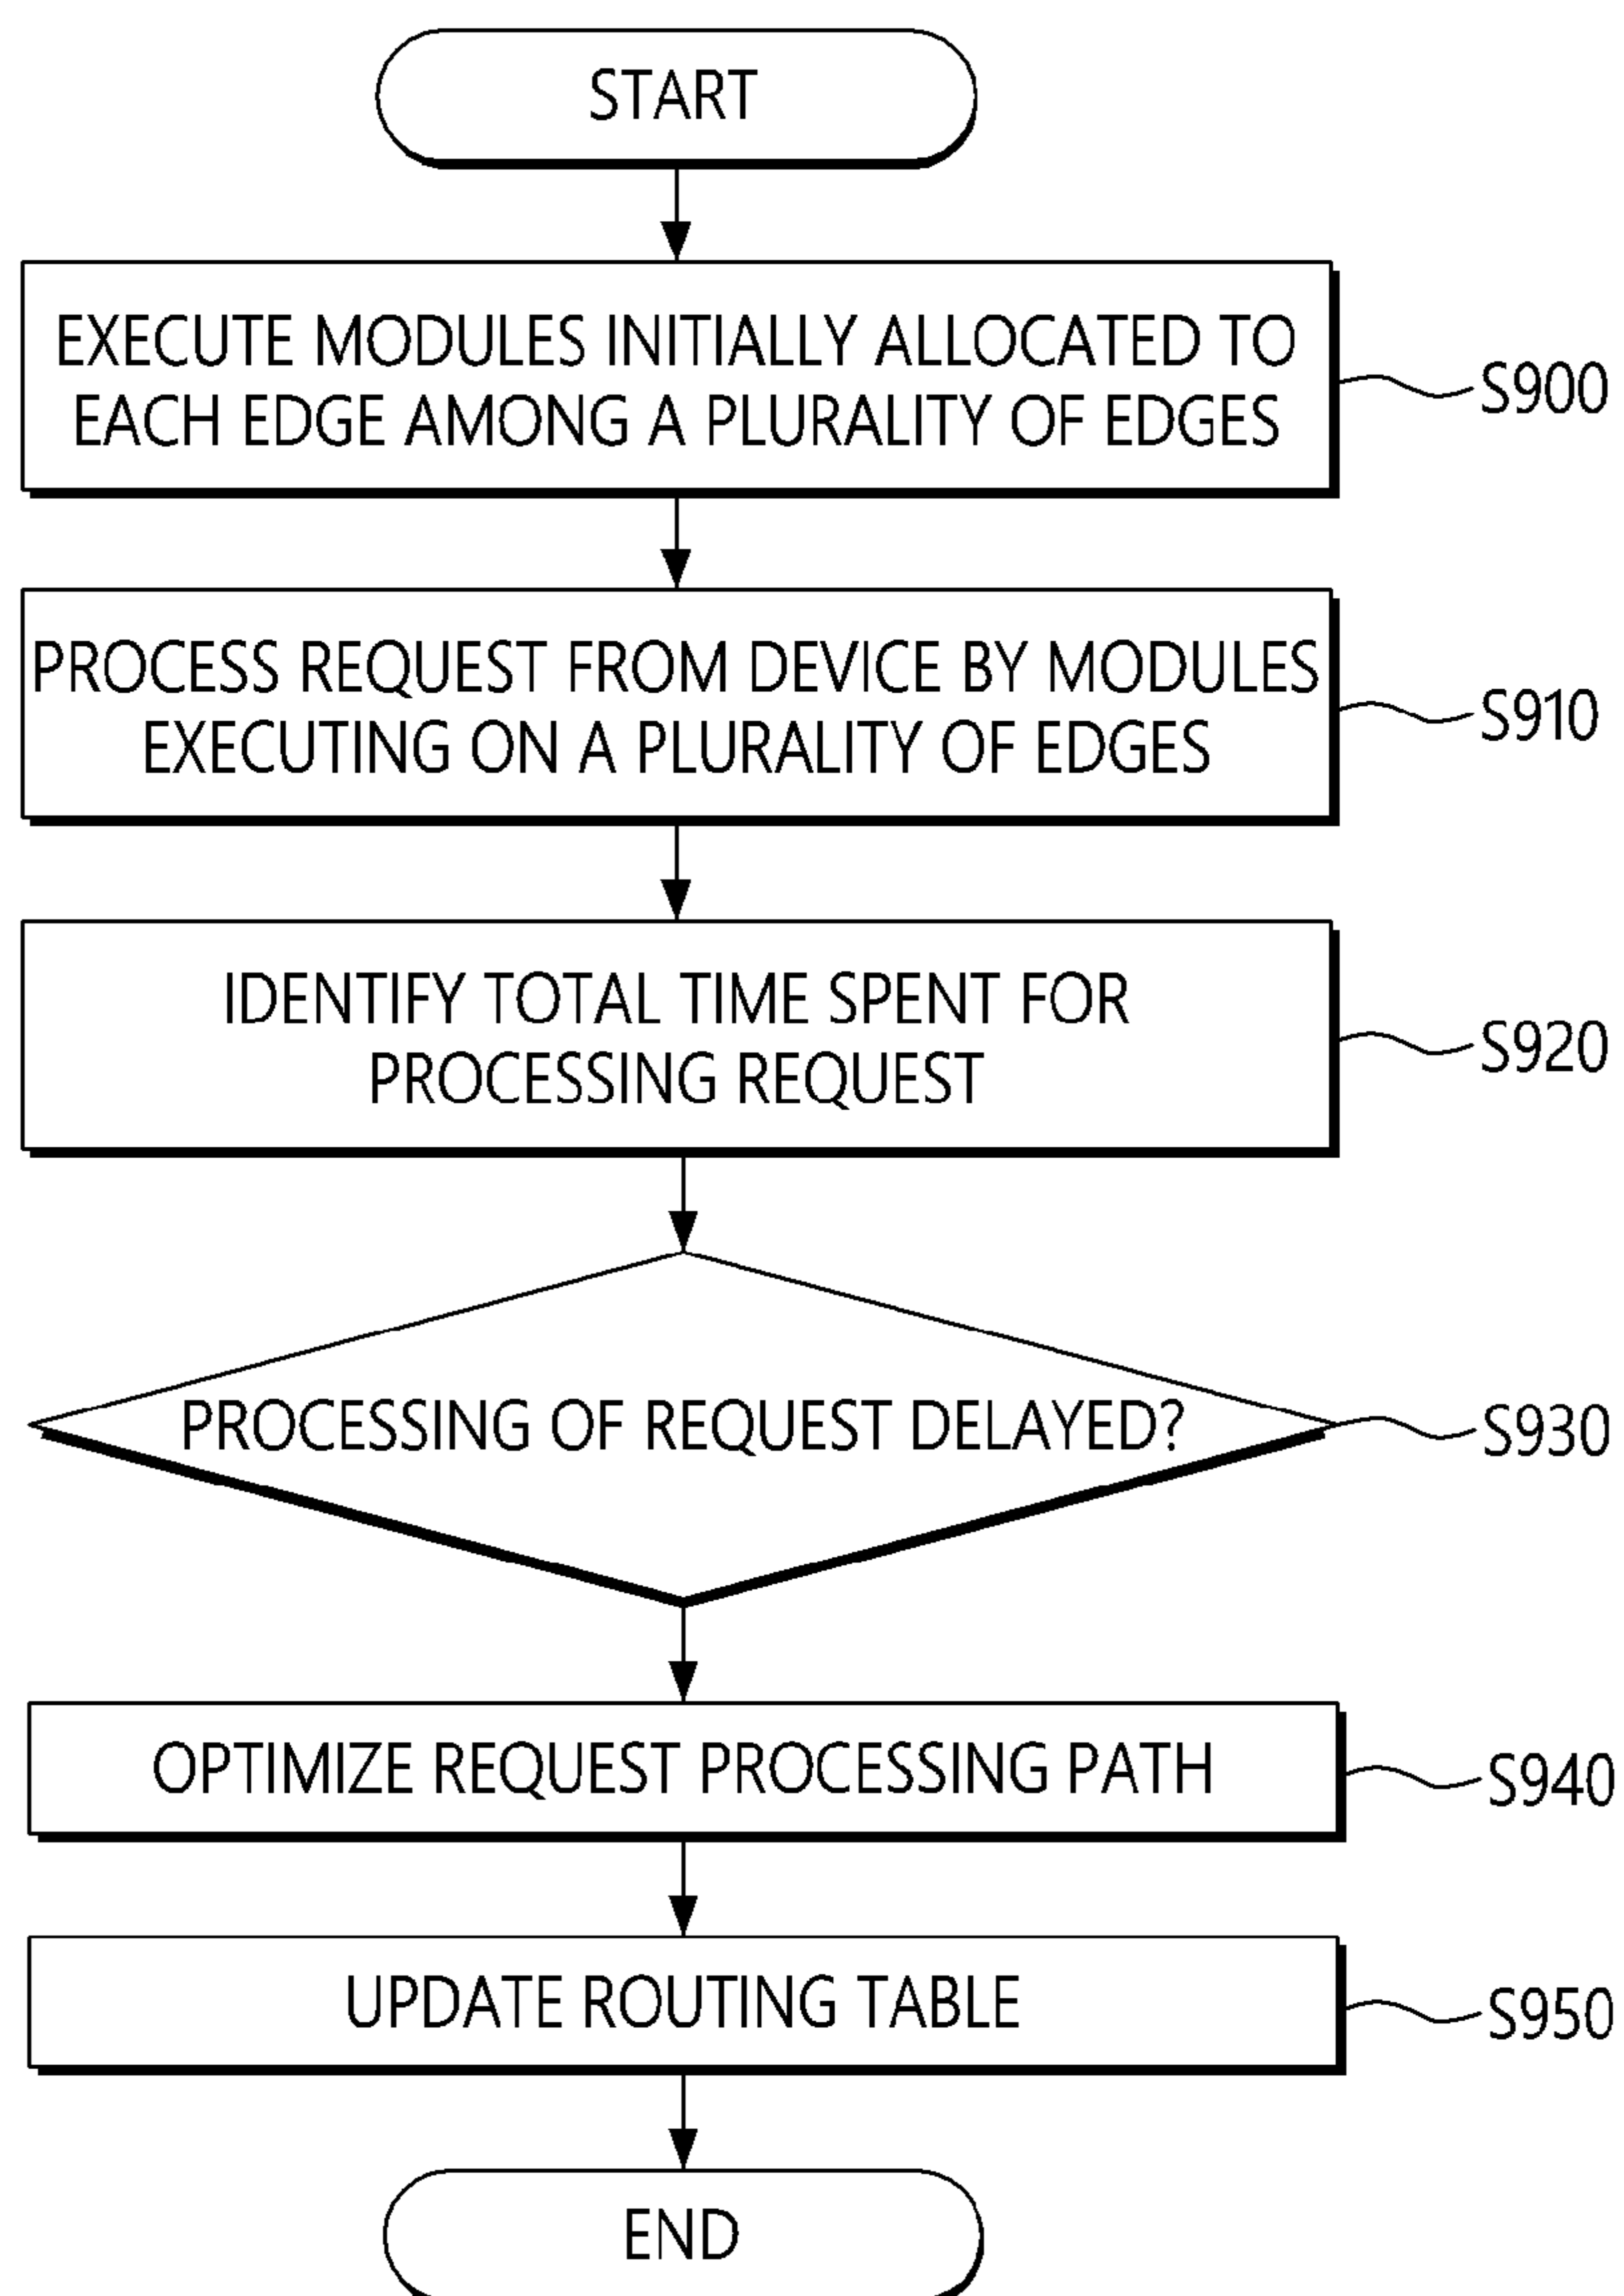 START
EXECUTE MODULES INITIALLY ALLOCATED TO
EACH EDGE AMONG A PLURALITY OF EDGES
S900
PROCESS REQUEST FROM DEVICE BY MODULES
EXECUTING ON A PLURALITY OF EDGES
S910
IDENTIFY TOTAL TIME SPENT FOR
PROCESSING REQUEST
S920
PROCESSING OF REQUEST DELAYED?
S930
OPTIMIZE REQUEST PROCESSING PATH
S940
UPDATE ROUTING TABLE
S950
END